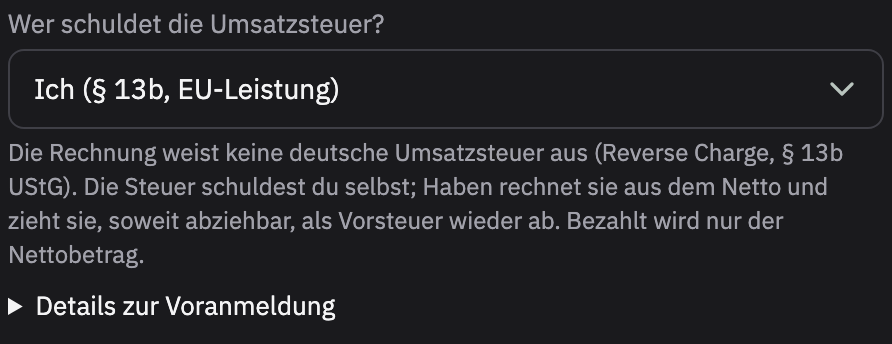 Wer schuldet die Umsatzsteuer?
Ich (§ 13b, EU-Leistung)
Die Rechnung weist keine deutsche Umsatzsteuer aus (Reverse Charge, § 13b
UStG). Die Steuer schuldest du selbst; Haben rechnet sie aus dem Netto und
zieht sie, soweit abziehbar, als Vorsteuer wieder ab. Bezahlt wird nur der
Nettobetrag.
Details zur Voranmeldung